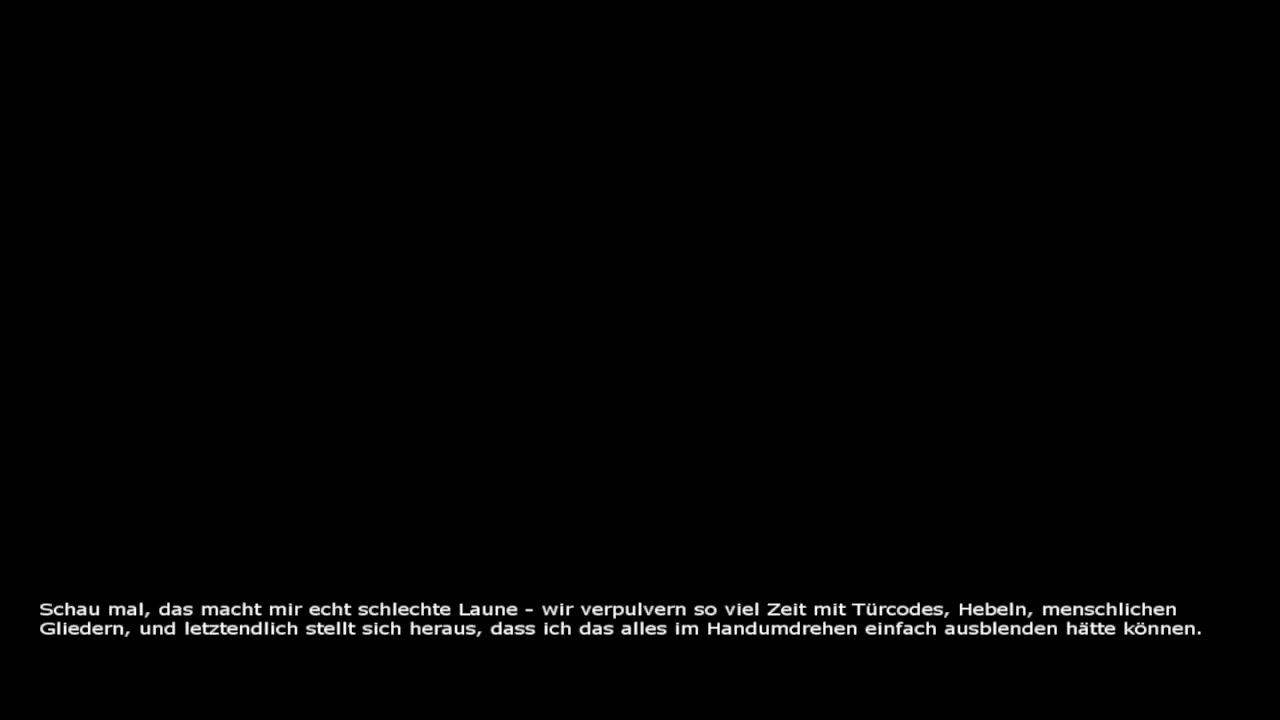 Schau mal, das macht mir echt schlechte Laune - wir verpulvern so viel Zeit mit Türcodes, Hebeln, menschlichen
Gliedern, und letztendlich stellt sich heraus, dass ich das alles im Handumdrehen einfach ausblenden hätte können.